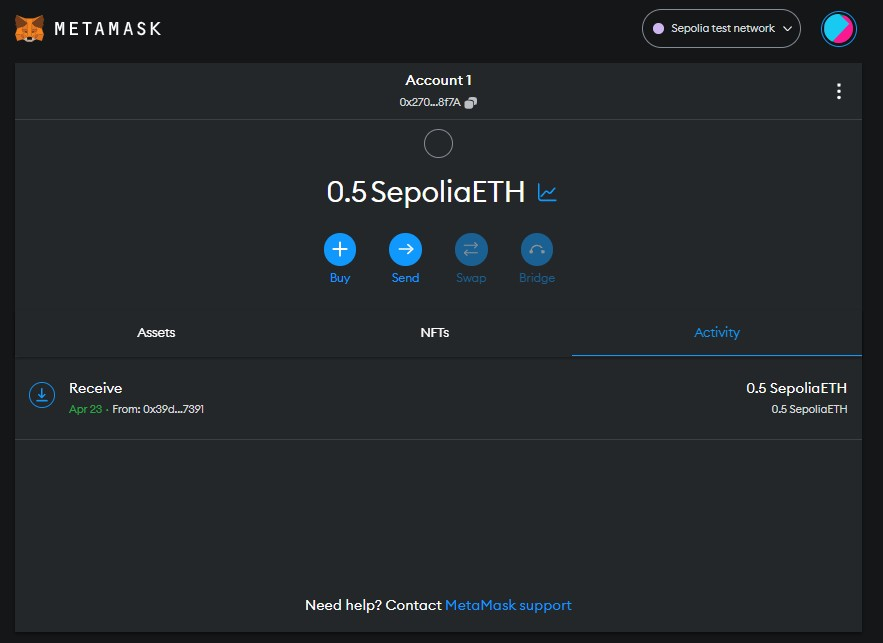 METAMASK
Sepolia test network
Account 1
0x270...8f7A
0.5 SepoliaETH
Buy Send Swap Bridge
Assets NFTs Activity
Receive 0.5 SepoliaETH
Apr 23 · From: 0x39d...7391 0.5 SepoliaETH
Need help? Contact MetaMask support